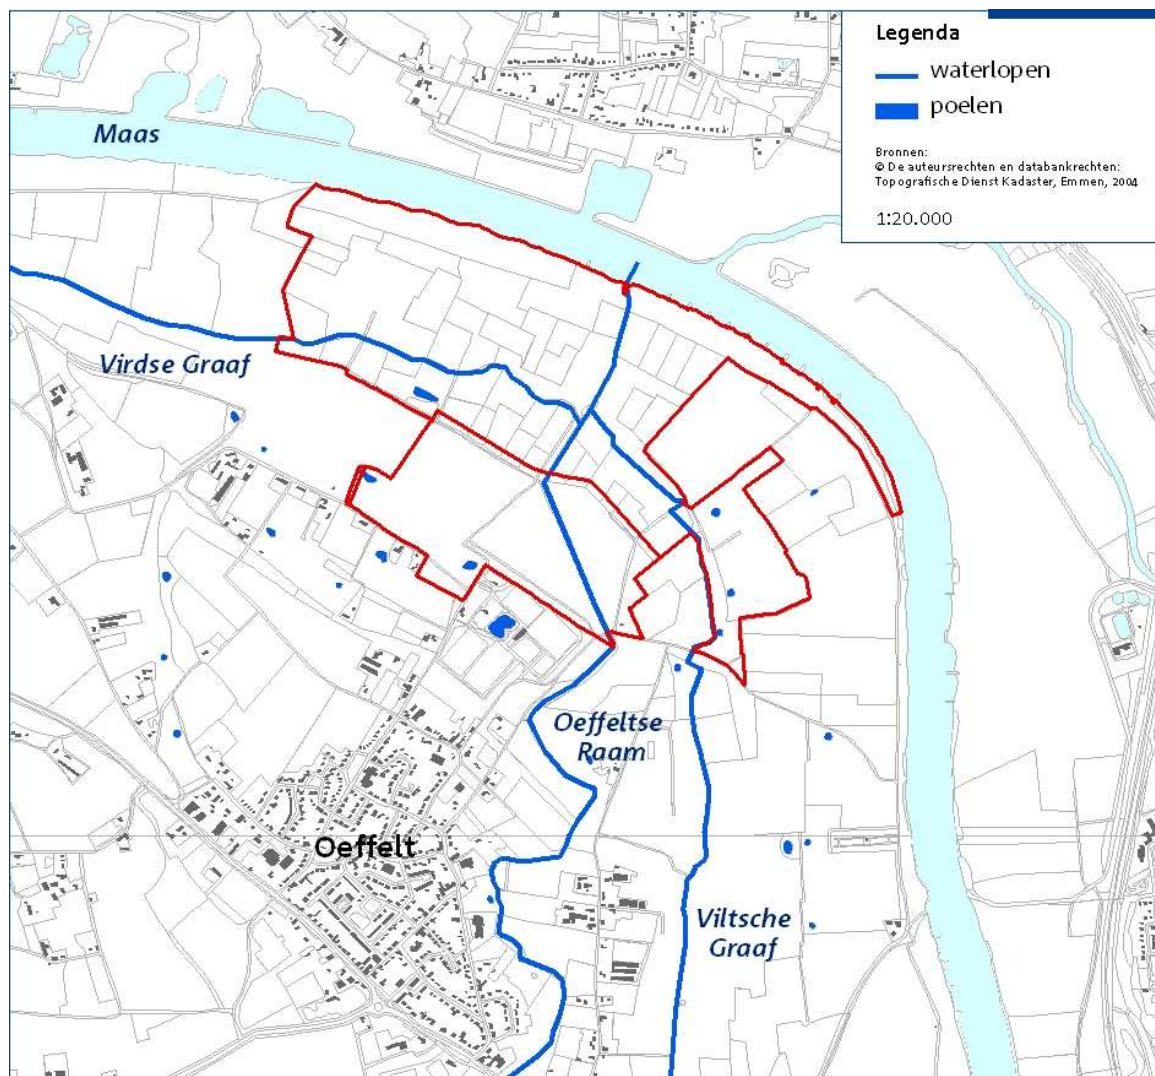 Legenda
waterlopen
poelen
Bronnen:
© De auteursrechten en databankrechten:
Topografische Dienst Kadaster, Emmen, 2004
1:20.000
Maas
Virdse Graaf
Oeffeltse
Raam
Oeffelt
Viltsche
Graaf